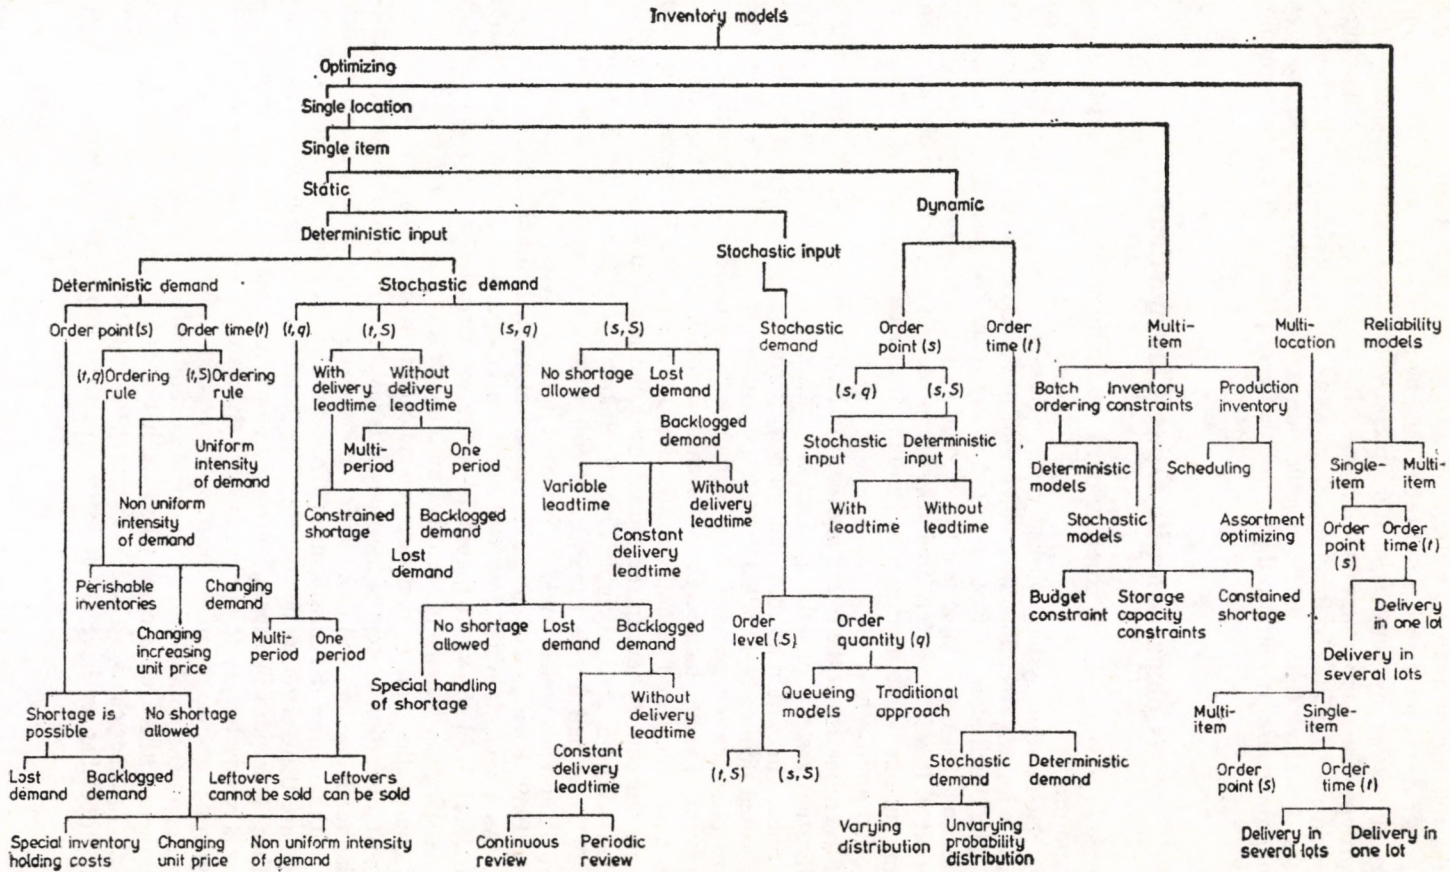 Inventory models
Optimizing
Single location
Single item
Static
Dynamic
Deterministic input
Stochastic input
Deterministic demand
Stochastic demand
Order point (s)
Order time (t)
(t,q)
(t,S)
(s,q)
(s,S)
Stochastic
demand
Order
point (s)
Order
time (t)
Multi-
item
Multi-
location
Reliability
models
(t,q) Ordering
rule
(t,S) Ordering
rule
With
delivery
leadtime
Without
delivery
leadtime
No shortage
allowed
Lost
demand
(s,q)
(s,S)
Batch
ordering
Inventory
constraints
Production
inventory
Uniform
intensity
of demand
Non uniform
intensity
of demand
Multi-
period
One
period
Backlogged
demand
Stochastic
input
Deterministic
input
Deterministic
models
Stochastic
models
Scheduling
Assortment
optimizing
Single-
item
Multi-
item
Constrained
shortage
Lost
demand
Backlogged
demand
Variable
leadtime
Constant
delivery
leadtime
Without
delivery
leadtime
With
leadtime
Without
leadtime
Order
point
(s)
Order
time (t)
Perishable
inventories
Changing
increasing
unit price
Changing
demand
Budget
constraint
Storage
capacity
constraints
Constained
shortage
Delivery
in one lot
Delivery in
several lots
Multi-
period
One
period
Special handling
of shortage
No shortage
allowed
Lost
demand
Backlogged
demand
Order
level (S)
Order
quantity (q)
Queueing
models
Traditional
approach
Shortage is
possible
No shortage
allowed
Constant
delivery
leadtime
Without
delivery
leadtime
Multi-
item
Single-
item
Lost
demand
Backlogged
demand
Leftovers
cannot be sold
Leftovers
can be sold
(t,S)
(s,S)
Stochastic
demand
Deterministic
demand
Order
point (s)
Order
time (t)
Special inventory
holding costs
Changing
unit price
Non uniform intensity
of demand
Continuous
review
Periodic
review
Varying
distribution
Unvarying
probability
distribution
Delivery in
several lots
Delivery in
one lot